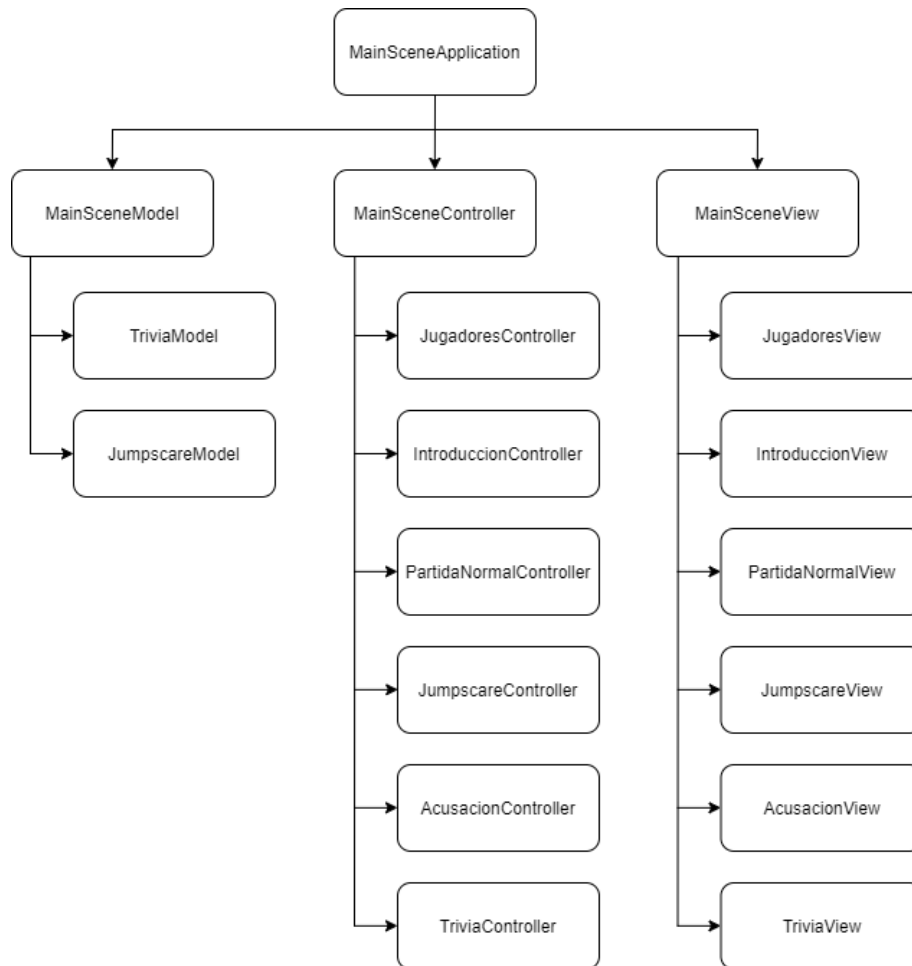 MainSceneApplication
MainSceneModel
MainSceneController
MainSceneView
TriviaModel
JugadoresController
JugadoresView
JumpscareModel
IntroduccionController
IntroduccionView
PartidaNormalController
PartidaNormalView
JumpscareController
JumpscareView
AcusacionController
AcusacionView
TriviaController
TriviaView